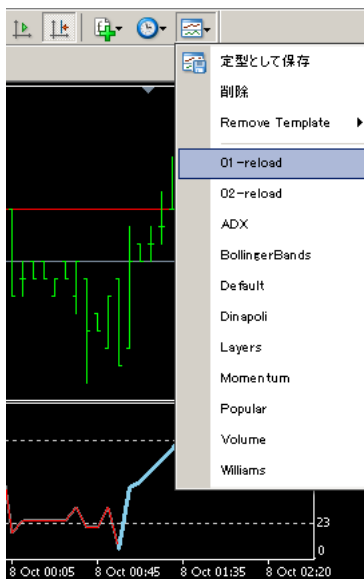 定型として保存
削除
Remove Template
01-reload
02-reload
ADX
BollingerBands
Default
Dinapoli
Layers
Momentum
Popular
Volume
Williams
23
0
8 Oct 00:05 8 Oct 00:45 8 Oct 01:35 8 Oct 02:20